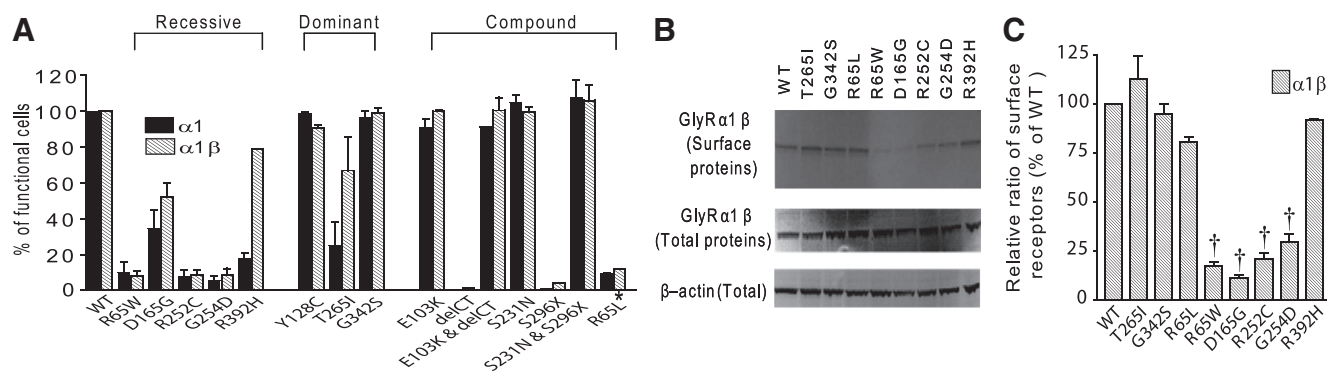 A
Recessive
Dominant
Compound
% of functional cells
120
100
80
60
40
20
0
α1
α1β
WT
R65W
D165G
R252C
G254D
R392H
Y128C
T265I
G342S
E103K
delCT
E103K & delCT
S231N
S296X
S231N & S296X
R65L*
B
WT
T265I
G342S
R65L
R65W
D165G
R252C
G254D
R392H
GlyRα1 β
(Surface
proteins)
GlyRα1 β
(Total proteins)
β–actin(Total)
C
Relative ratio of surface
receptors (% of WT )
125
100
75
50
25
0
α1β
†
†
†
†
WT
T265I
G342S
R65L
R65W
D165G
R252C
G254D
R392H